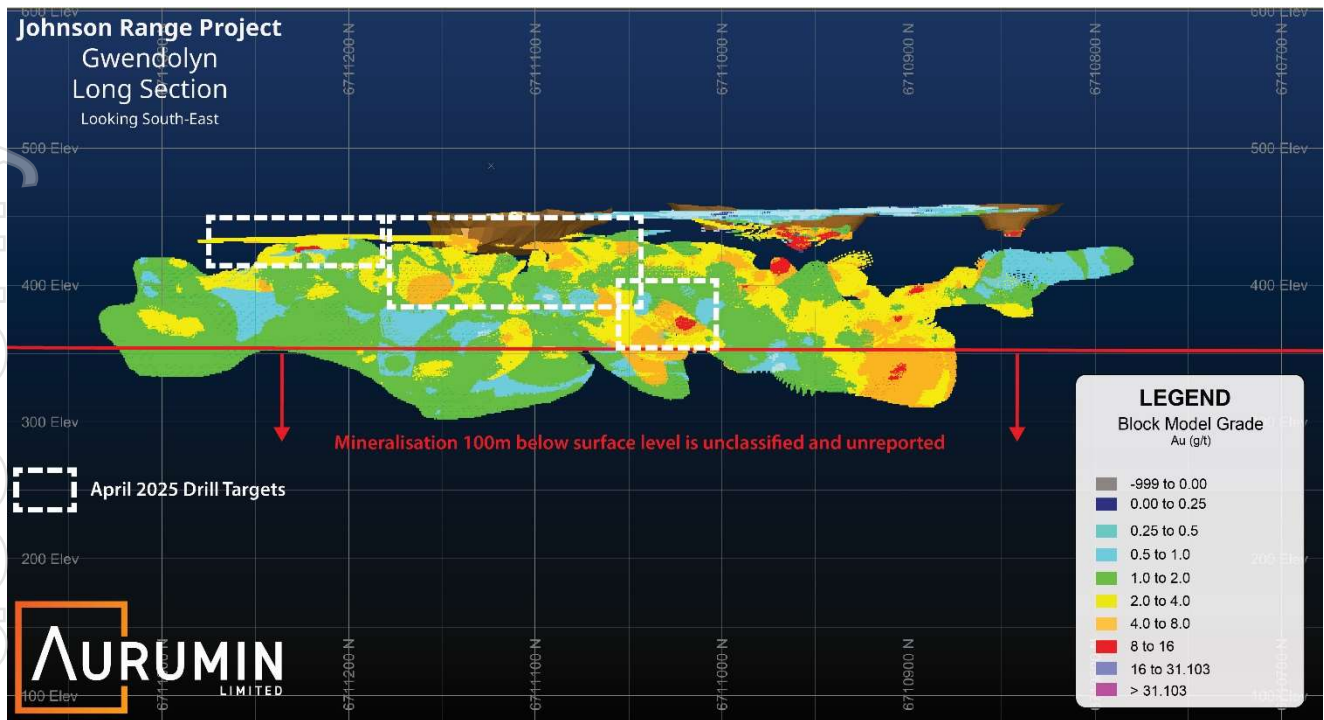 Johnson Range Project
Gwendolyn
Long Section
Looking South-East
600 Elev
600 Elev
6711200 N
6711100 N
6711000 N
6710900 N
6710800 N
6710700 N
500 Elev
500 Elev
400 Elev
400 Elev
300 Elev
Mineralisation 100m below surface level is unclassified and unreported
April 2025 Drill Targets
200 Elev
200 Elev
LEGEND
Block Model Grade
Au (g/t)
-999 to 0.00
0.00 to 0.25
0.25 to 0.5
0.5 to 1.0
1.0 to 2.0
2.0 to 4.0
4.0 to 8.0
8 to 16
16 to 31.103
> 31.103
6711200 N
6711100 N
6711000 N
6710900 N
6710800 N
AURUMIN
LIMITED
100 Elev